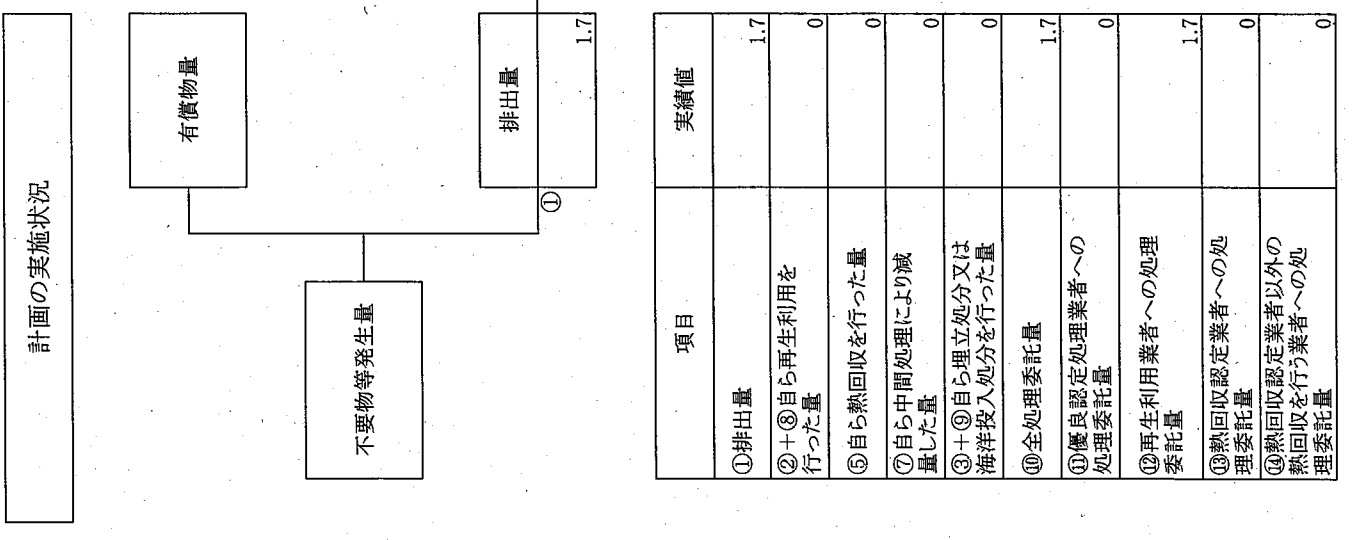 計画の実施状況
有償物量
不要物等発生量
排出量
①
1.7
項目
実績値
①排出量
1.7
②+⑧自ら再生利用を
行った量
0
⑤自ら熱回収を行った量
0
⑦自ら中間処理により減
量した量
0
③+⑨自ら埋立処分又は
海洋投入処分を行った量
0
⑩全処理委託量
1.7
⑪優良認定処理業者への
処理委託量
0
⑫再生利用業者への処理
委託量
1.7
⑬熱回収認定業者への処
理委託量
0
⑭熱回収認定業者以外の
熱回収を行う業者への処
理委託量
0